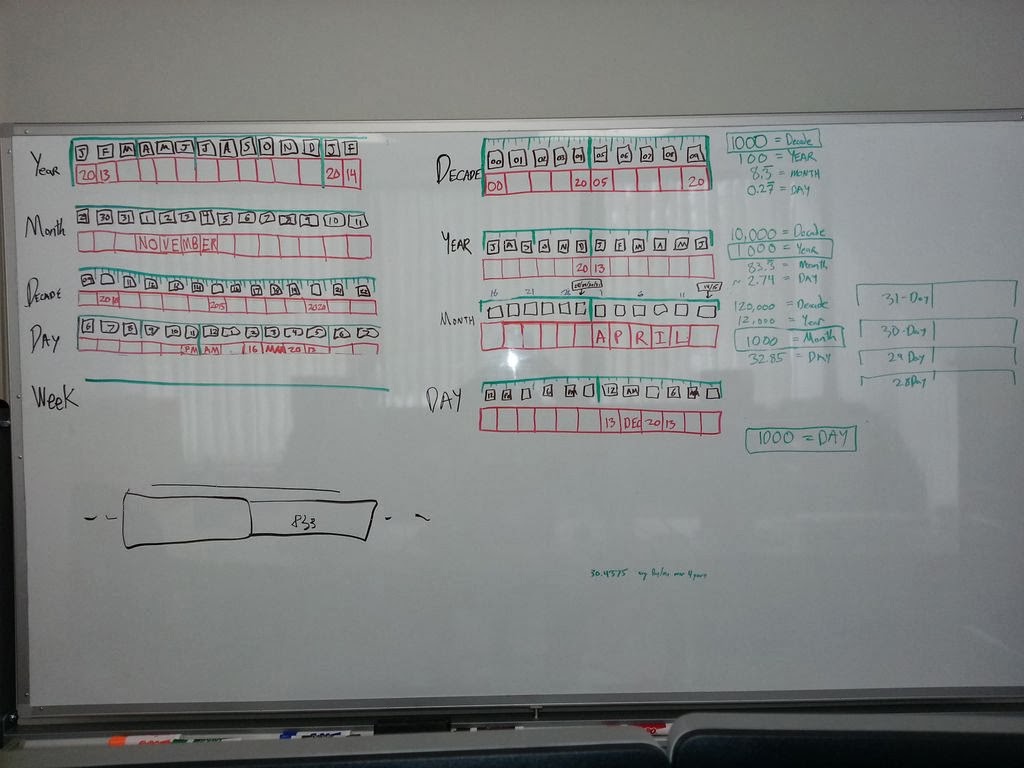 Year
J F M A M J J A S O N D J F
20 13 20 14
Month
29 30 31 1 2 3 4 5 6 7 8 9 10 11
NOVEMBER
DECADE
09 11 12
2010 2015 2020
DAY
6 7 8 9 10 11 12 1 2 3 4 5 6 7
PM AM 16 MAR 20 13
Week
833
DECADE
00 01 02 03 04 05 06 07 08 09
00 20 05 20
YEAR
J A S O N D J F M A M J
20 13
16 21 26 6 11
MONTH
APRIL
DAY
12 AM
13 DEC 20 13
1000 = Decade
100 = YEAR
8.3 = MONTH
0.27 = DAY
10,000 = Decade
1000 = Year
83.3 = Month
~ 2.74 = DAY
120,000 = Decade
12,000 = Year
1000 = Month
32.85 = DAY
1000 = DAY
31-Day
30-Day
29 Day
28 Day
30.4375 over 4 years